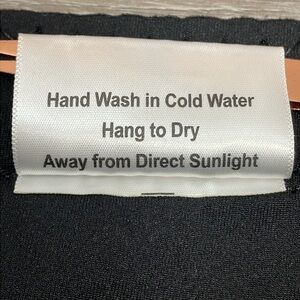 Hand Wash in Cold Water
Hang to Dry
Away from Direct Sunlight